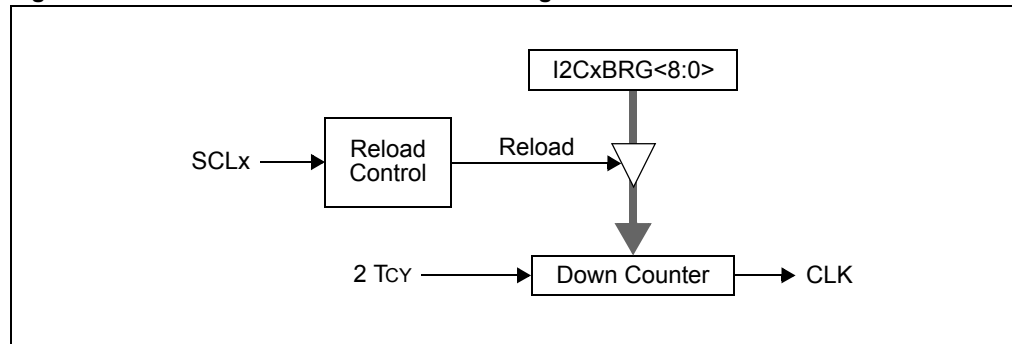 I2CxBRG<8:0>
SCLx
Reload
Control
Reload
2 TCY
Down Counter
CLK